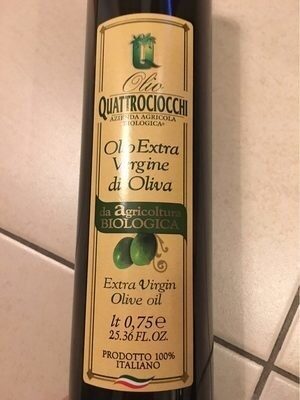 Olio
QUATTROCIOCCHI
AZIENDA AGRICOLA
BIOLOGICA
Olio Extra
Vergine
di Oliva
da agricoltura
BIOLOGICA
Extra Virgin
Olive oil
lt 0,75 e
25.36 FL.OZ.
PRODOTTO 100%
ITALIANO